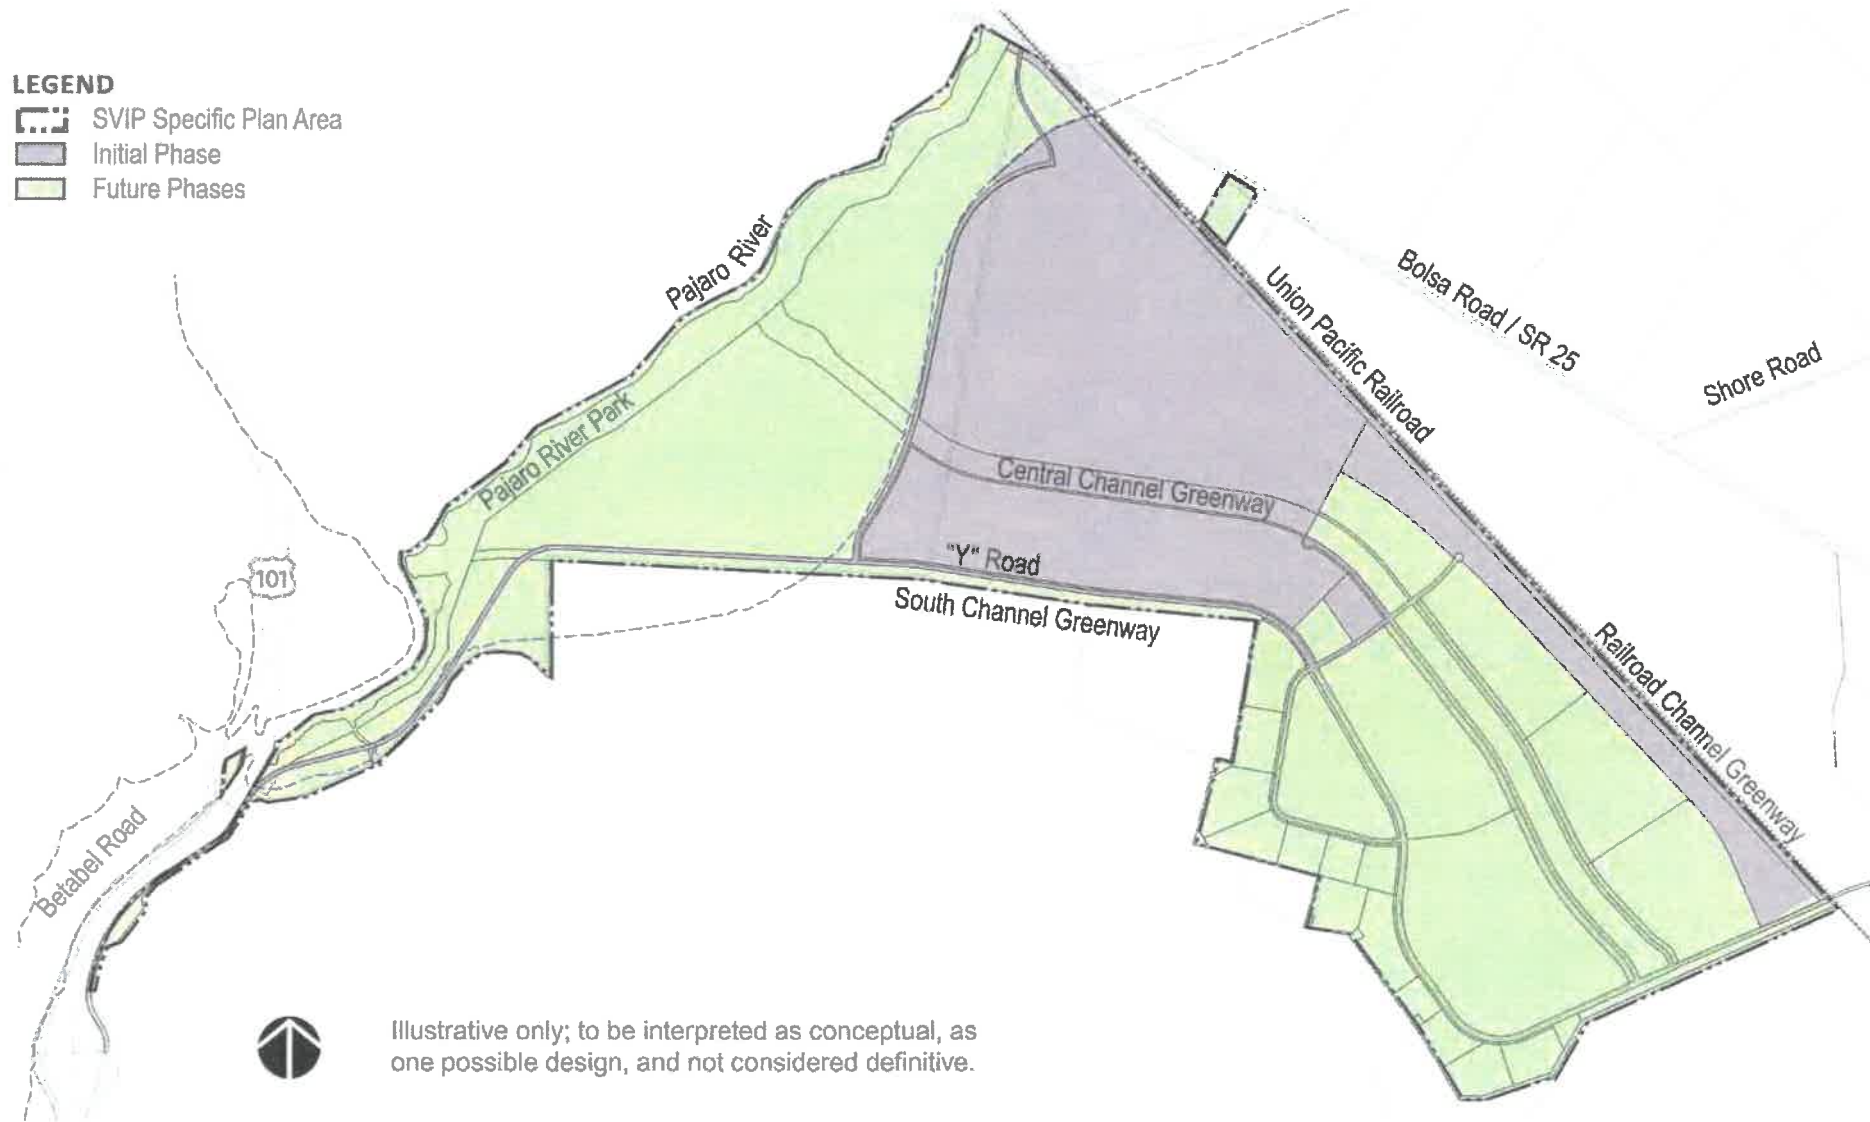 LEGEND
SVIP Specific Plan Area
Initial Phase
Future Phases
Pajaro River
Bolsa Road / SR 25
Union Pacific Railroad
Shore Road
Pajaro River Park
Central Channel Greenway
"Y" Road
101
South Channel Greenway
Railroad Channel Greenway
Betabel Road
Illustrative only; to be interpreted as conceptual, as
one possible design, and not considered definitive.